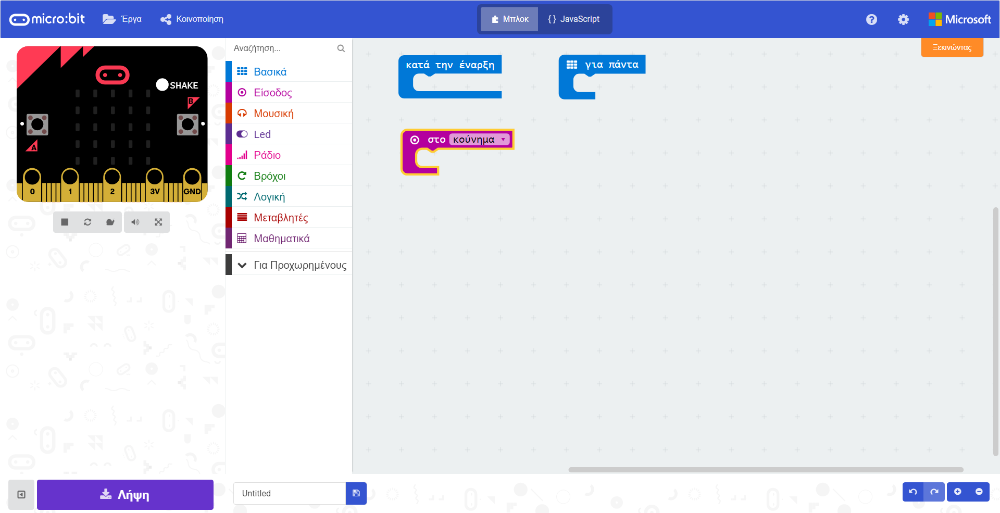 micro:bit
Έργα
Κοινοποίηση
Μπλοκ
{ } JavaScript
Microsoft
Ξεκινώντας
SHAKE
B
A
0 1 2 3V GND
Αναζήτηση...
Βασικά
Είσοδος
Μουσική
Led
Ράδιο
Βρόχοι
Λογική
Μεταβλητές
Μαθηματικά
Για Προχωρημένους
κατά την έναρξη
για πάντα
στο κούνημα
Λήψη
Untitled